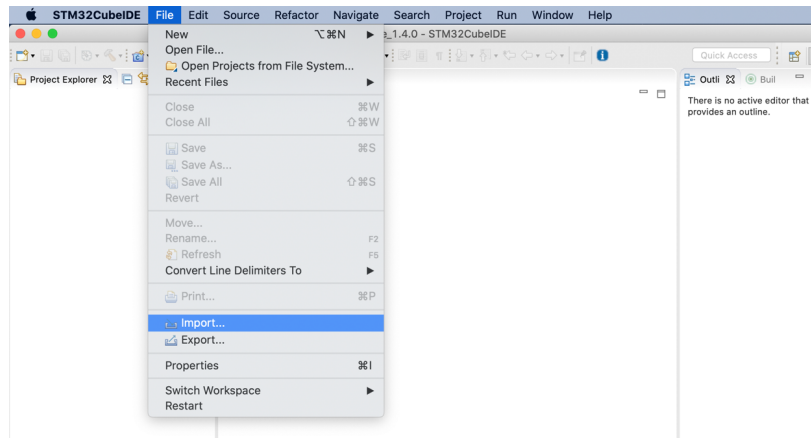 STM32CubeIDE File Edit Source Refactor Navigate Search Project Run Window Help
_1.4.0 - STM32CubeIDE
Quick Access
Project Explorer
New ⌥⌘N ▶
Open File...
Open Projects from File System...
Recent Files ▶
Close ⌘W
Close All ⇧⌘W
Save ⌘S
Save As...
Save All ⇧⌘S
Revert
Move...
Rename... F2
Refresh F5
Convert Line Delimiters To ▶
Print... ⌘P
Import...
Export...
Properties ⌘I
Switch Workspace ▶
Restart
Outli Buil
There is no active editor that
provides an outline.